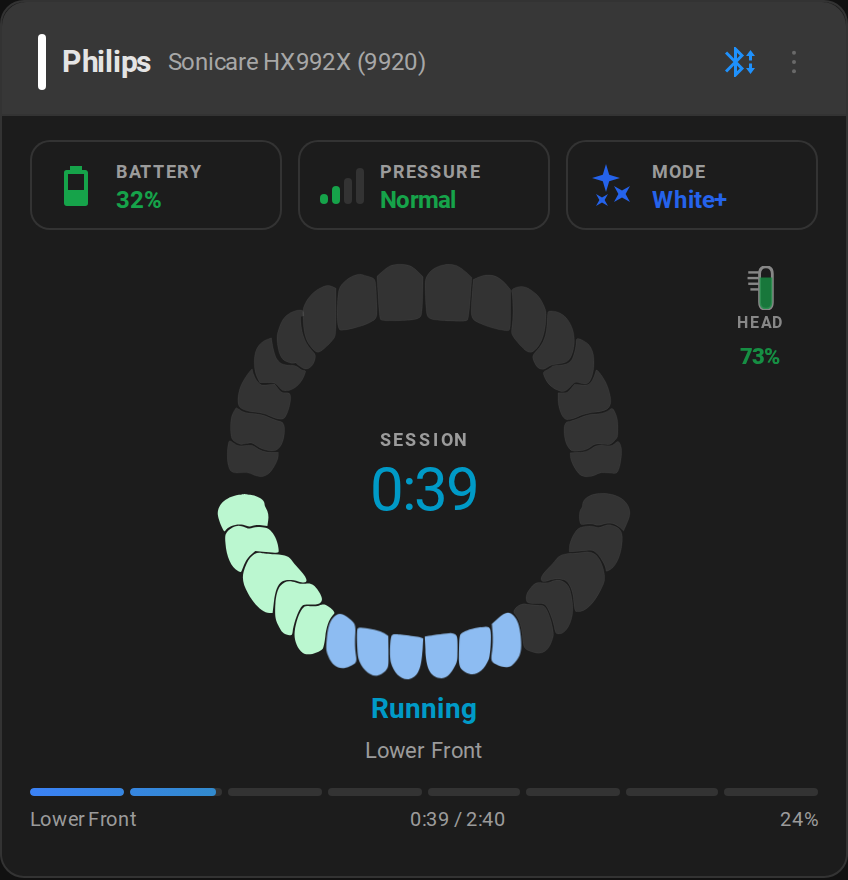 Philips Sonicare HX992X (9920)
BATTERY
32%
PRESSURE
Normal
MODE
White+
HEAD
73%
SESSION
0:39
Running
Lower Front
Lower Front 0:39 / 2:40 24%